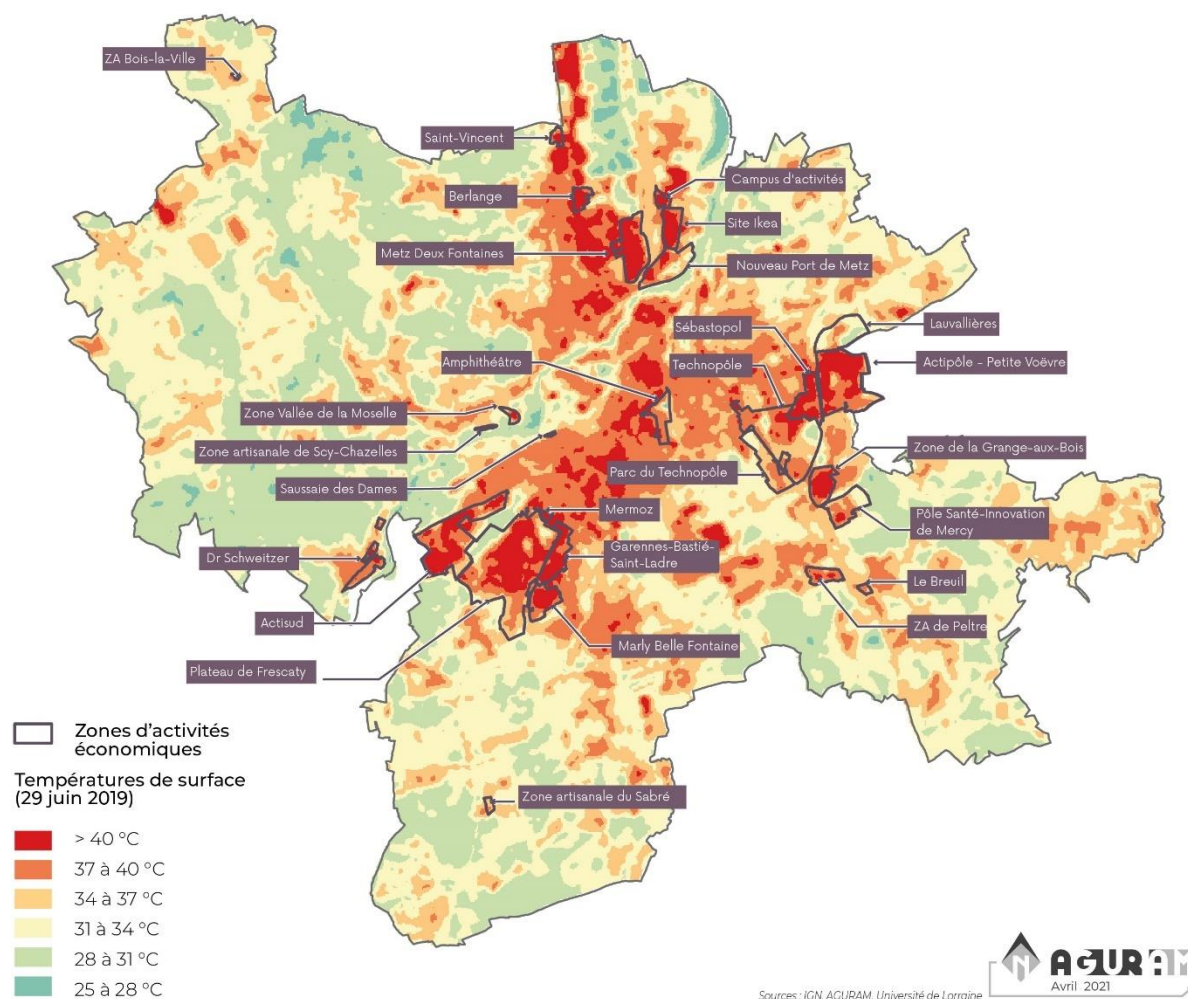 ZA Bois-la-Ville
Saint-Vincent
Berlange
Campus d'activités
Site Ikea
Metz Deux Fontaines
Nouveau Port de Metz
Sébastopol
Lauvallières
Amphithéâtre
Technopôle
Actipôle - Petite Voëvre
Zone Vallée de la Moselle
Zone artisanale de Scy-Chazelles
Zone de la Grange-aux-Bois
Saussaie des Dames
Parc du Technopôle
Mermoz
Pôle Santé-Innovation
de Mercy
Dr Schweitzer
Garennes-Bastié-
Saint-Ladre
Le Breuil
Actisud
ZA de Peltre
Marly Belle Fontaine
Plateau de Frescaty
Zone artisanale du Sabré
Zones d'activités
économiques
Températures de surface
(29 juin 2019)
> 40 °C
37 à 40 °C
34 à 37 °C
31 à 34 °C
28 à 31 °C
25 à 28 °C
N
AGURAM
Avril 2021
Sources : IGN, AGURAM, Université de Lorraine